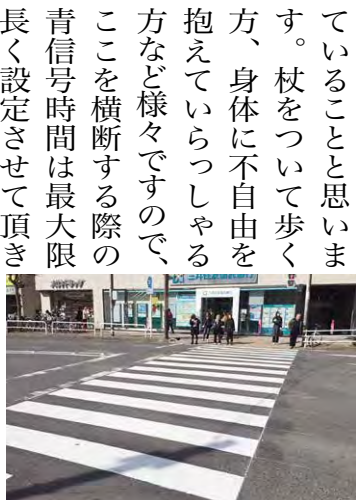 ていることと思いま
す。杖をついて歩く
方、身体に不自由を
抱えていらっしゃる
方など様々ですので、
ここを横断する際の
青信号時間は最大限
長く設定させて頂き